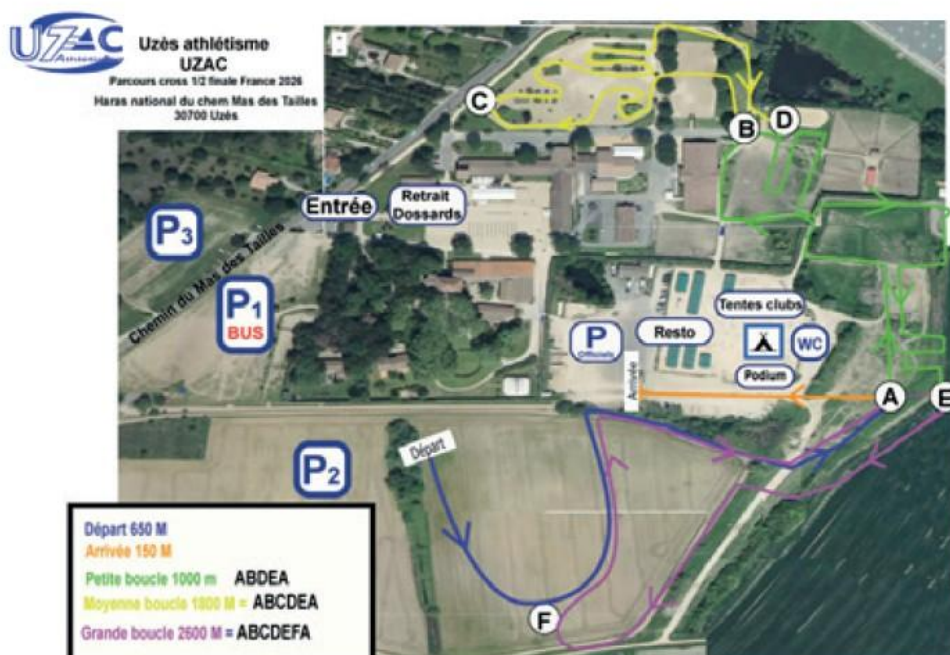 UZAC
ATHLÉTISME
Uzès athlétisme
UZAC
Parcours cross 1/2 finale France 2026
Haras national du chem Mas des Tailles
30700 Uzès
C
B
D
Entrée
Retrait
Dossards
P3
Chemin du Mas des Tailles
P1
BUS
P
Officiels
Resto
Tentes clubs
WC
Podium
Arrivée
A
E
Départ
P2
F
Départ 650 M
Arrivée 150 M
Petite boucle 1000 m ABDEA
Moyenne boucle 1800 M = ABCDEA
Grande boucle 2600 M = ABCDEFA